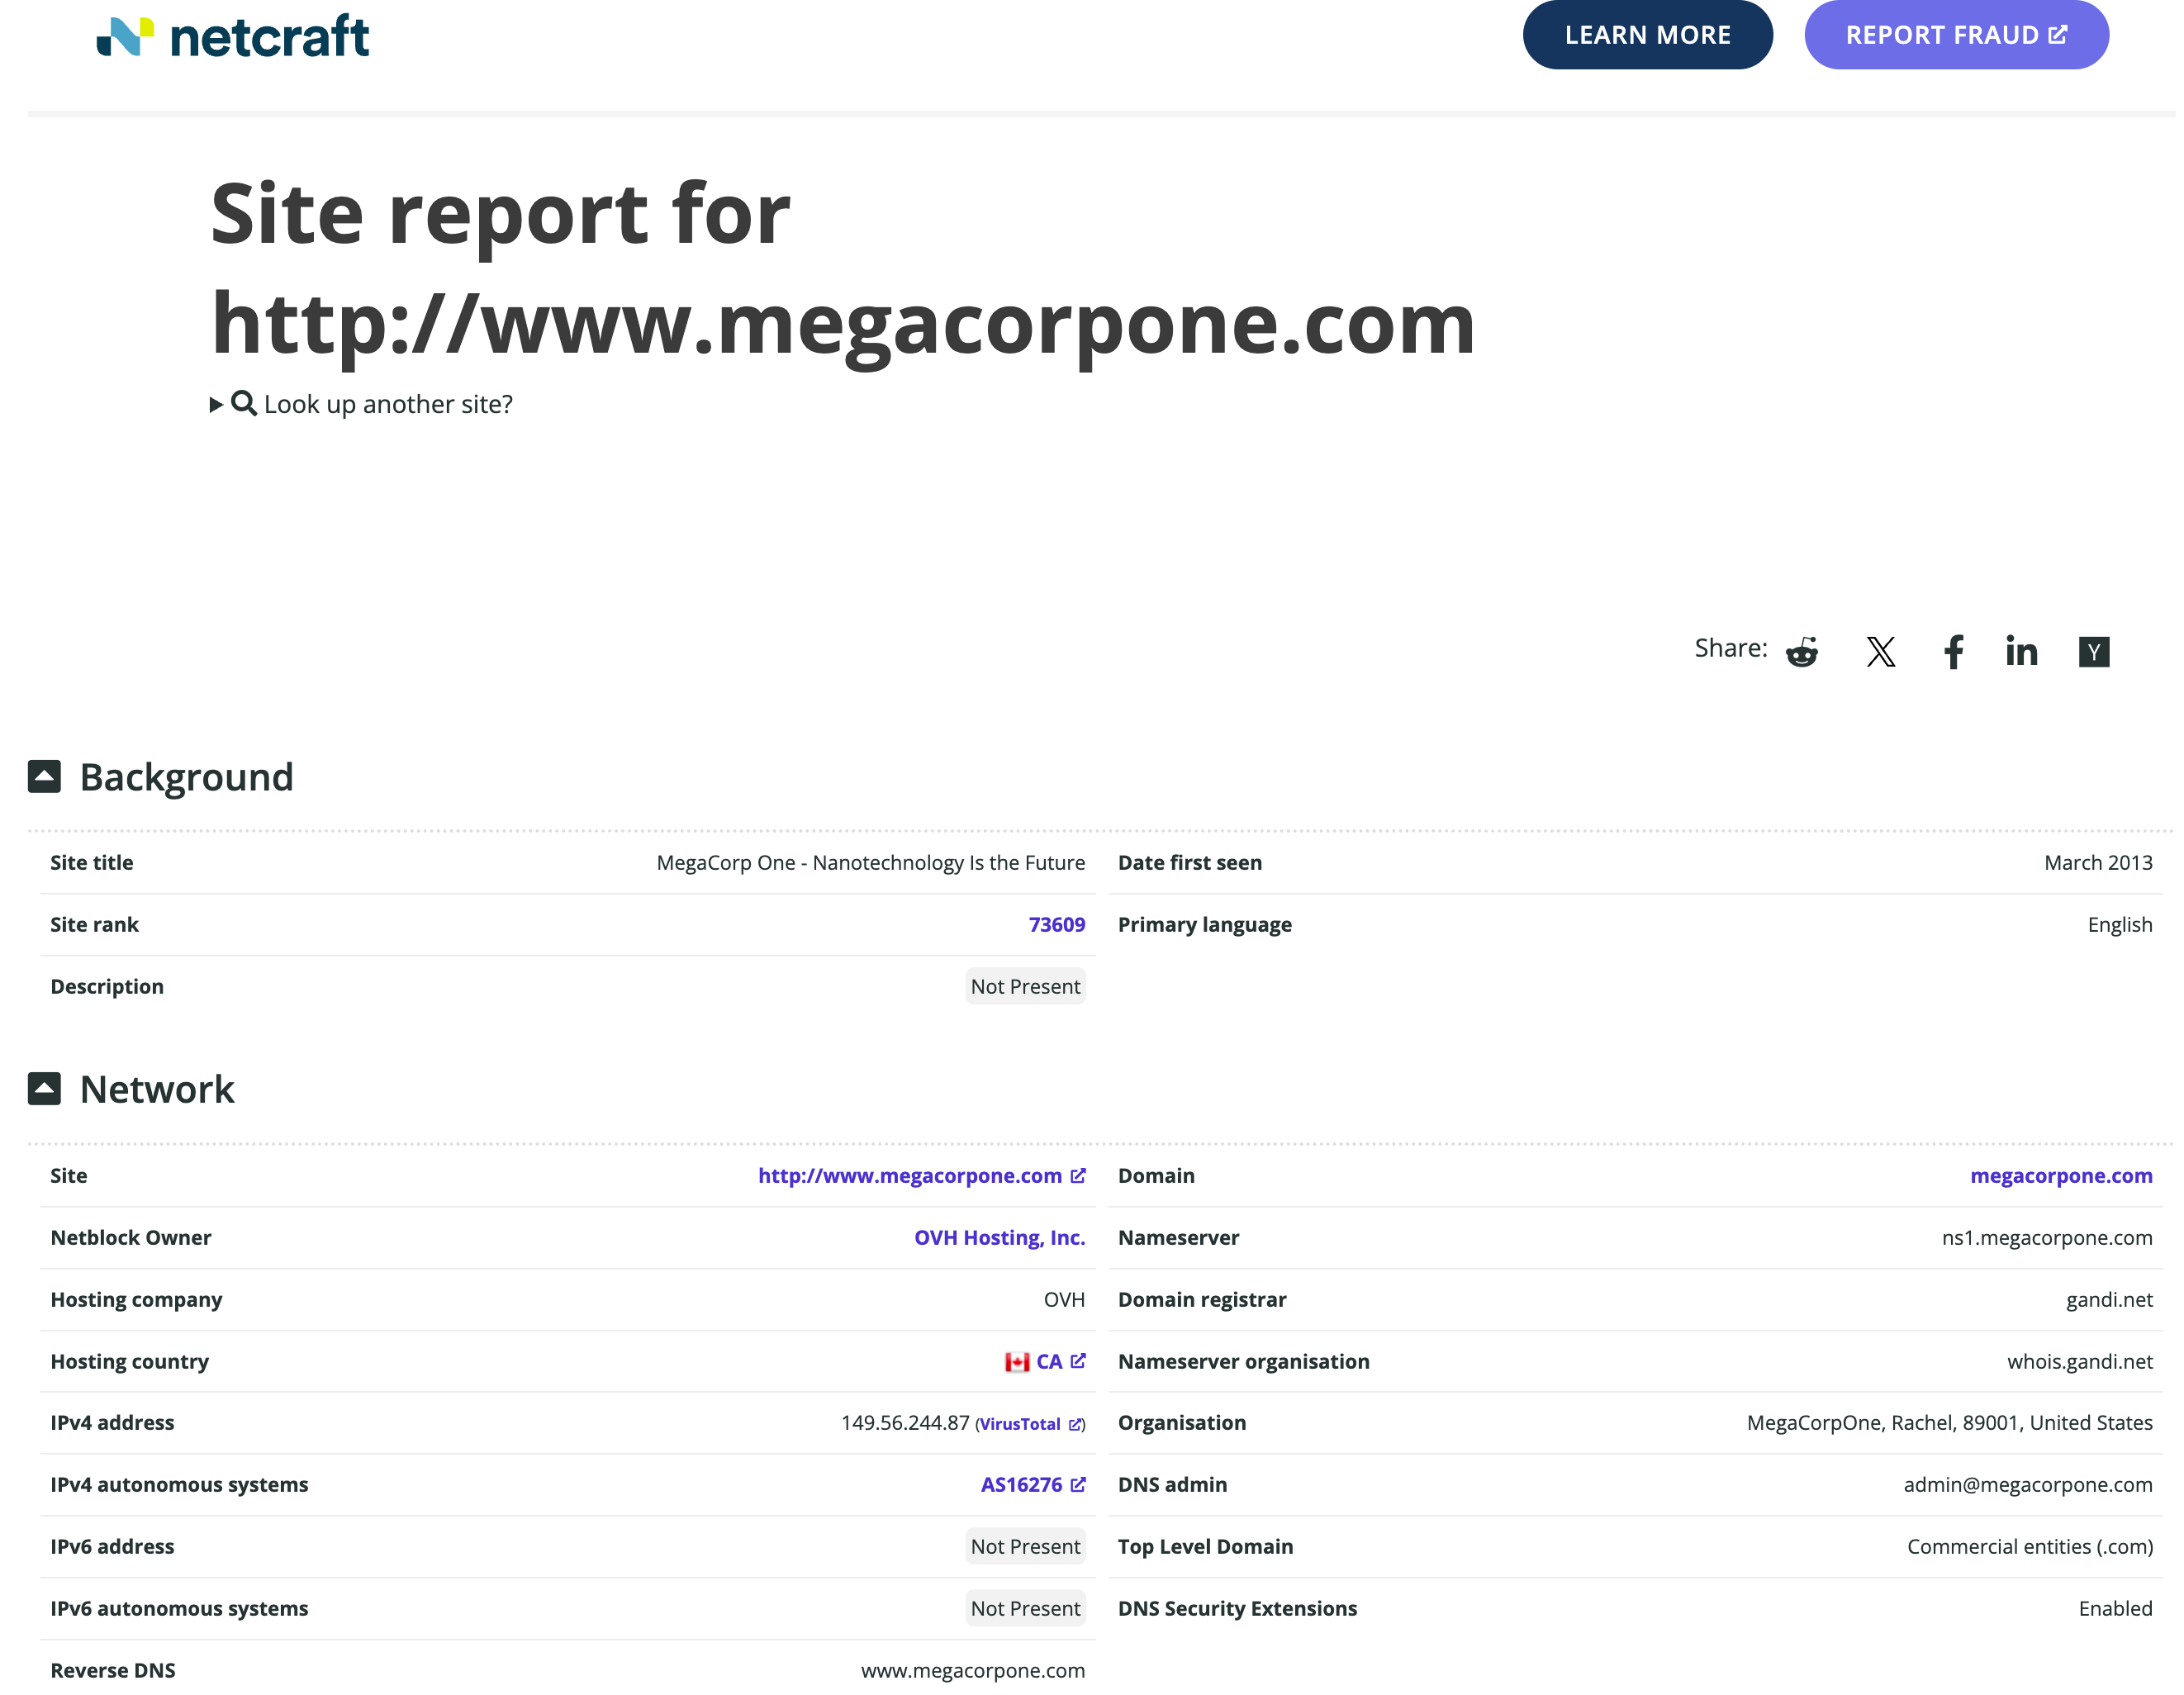 netcraft
LEARN MORE
REPORT FRAUD
Site report for
http://www.megacorpone.com
Look up another site?
Share:
Y
Background
Site title MegaCorp One - Nanotechnology Is the Future
Date first seen March 2013
Site rank 73609
Primary language English
Description Not Present
Network
Site http://www.megacorpone.com
Domain megacorpone.com
Netblock Owner OVH Hosting, Inc.
Nameserver ns1.megacorpone.com
Hosting company OVH
Domain registrar gandi.net
Hosting country CA
Nameserver organisation whois.gandi.net
IPv4 address 149.56.244.87 (VirusTotal)
Organisation MegaCorpOne, Rachel, 89001, United States
IPv4 autonomous systems AS16276
DNS admin admin@megacorpone.com
IPv6 address Not Present
Top Level Domain Commercial entities (.com)
IPv6 autonomous systems Not Present
DNS Security Extensions Enabled
Reverse DNS www.megacorpone.com